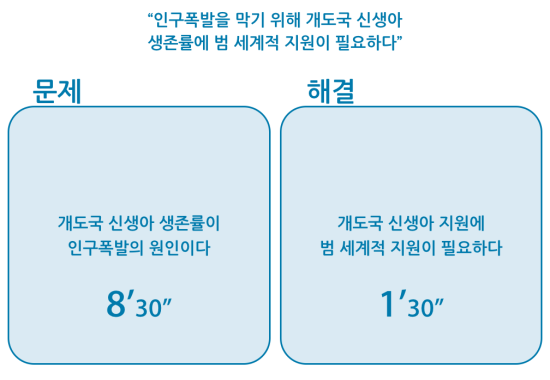 “인구폭발을 막기 위해 개도국 신생아
생존률에 범 세계적 지원이 필요하다”
문제
개도국 신생아 생존률이
인구폭발의 원인이다
8′30″
해결
개도국 신생아 지원에
범 세계적 지원이 필요하다
1′30″